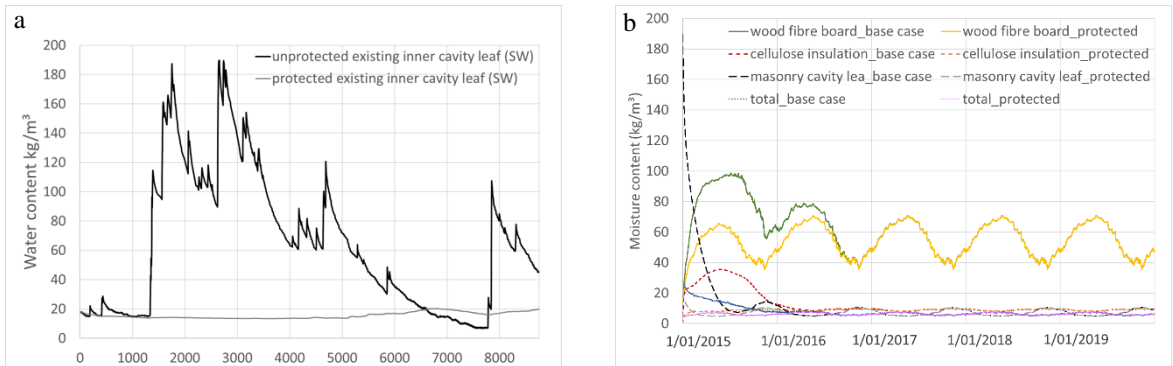 a
Water content kg/m³
200
180
160
140
120
100
80
60
40
20
0
unprotected existing inner cavity leaf (SW)
protected existing inner cavity leaf (SW)
0 1000 2000 3000 4000 5000 6000 7000 8000
b
Moisture content (kg/m³)
200
180
160
140
120
100
80
60
40
20
0
wood fibre board_base case wood fibre board_protected
cellulose insulation_base case cellulose insulation_protected
masonry cavity lea_base case masonry cavity leaf_protected
total_base case total_protected
1/01/2015 1/01/2016 1/01/2017 1/01/2018 1/01/2019